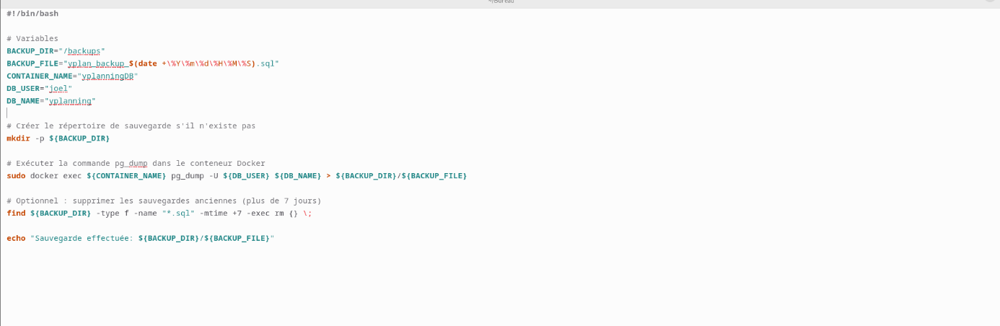 ~/Bureau
#!/bin/bash
# Variables
BACKUP_DIR="/backups"
BACKUP_FILE="yplan_backup_$(date +\%Y\%m\%d\%H\%M\%S).sql"
CONTAINER_NAME="yplanningDB"
DB_USER="joel"
DB_NAME="yplanning"
# Créer le répertoire de sauvegarde s'il n'existe pas
mkdir -p ${BACKUP_DIR}
# Exécuter la commande pg_dump dans le conteneur Docker
sudo docker exec ${CONTAINER_NAME} pg_dump -U ${DB_USER} ${DB_NAME} > ${BACKUP_DIR}/${BACKUP_FILE}
# Optionnel : supprimer les sauvegardes anciennes (plus de 7 jours)
find ${BACKUP_DIR} -type f -name "*.sql" -mtime +7 -exec rm {} \;
echo "Sauvegarde effectuée: ${BACKUP_DIR}/${BACKUP_FILE}"